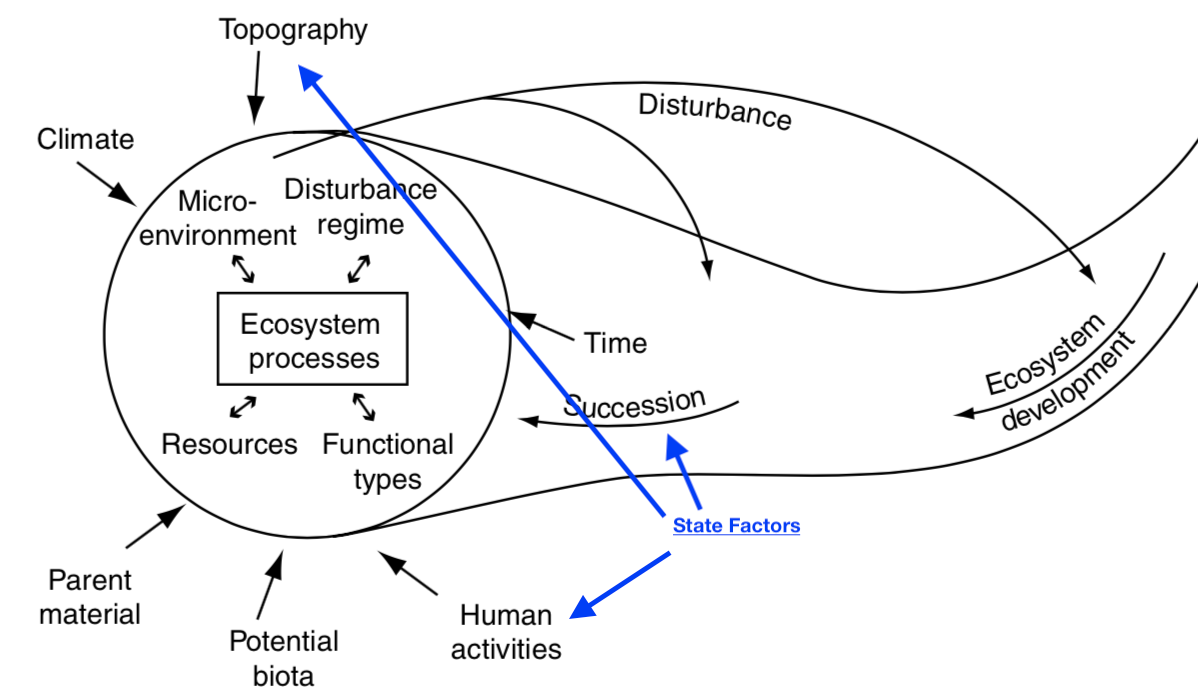 Topography
Disturbance
Climate
Micro-
environment
Disturbance
regime
Ecosystem
processes
Time
Ecosystem
development
Succession
Resources
Functional
types
State Factors
Parent
material
Human
activities
Potential
biota